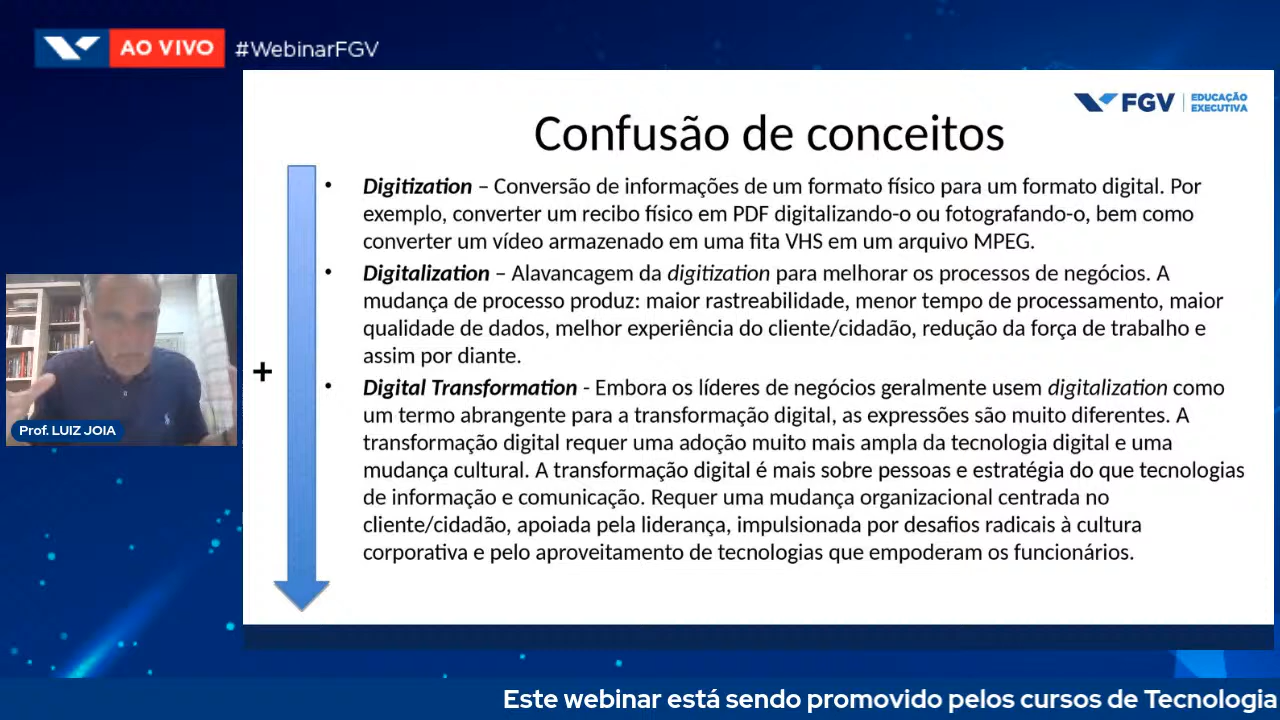 AO VIVO #WebinarFGV
FGV EDUCAÇÃO EXECUTIVA
Confusão de conceitos
• Digitization – Conversão de informações de um formato físico para um formato digital. Por
exemplo, converter um recibo físico em PDF digitalizando-o ou fotografando-o, bem como
converter um vídeo armazenado em uma fita VHS em um arquivo MPEG.
• Digitalization – Alavancagem da digitization para melhorar os processos de negócios. A
mudança de processo produz: maior rastreabilidade, menor tempo de processamento, maior
qualidade de dados, melhor experiência do cliente/cidadão, redução da força de trabalho e
assim por diante.
+
• Digital Transformation - Embora os líderes de negócios geralmente usem digitalization como
um termo abrangente para a transformação digital, as expressões são muito diferentes. A
transformação digital requer uma adoção muito mais ampla da tecnologia digital e uma
mudança cultural. A transformação digital é mais sobre pessoas e estratégia do que tecnologias
de informação e comunicação. Requer uma mudança organizacional centrada no
cliente/cidadão, apoiada pela liderança, impulsionada por desafios radicais à cultura
corporativa e pelo aproveitamento de tecnologias que empoderam os funcionários.
Prof. LUIZ JOIA
Este webinar está sendo promovido pelos cursos de Tecnologia